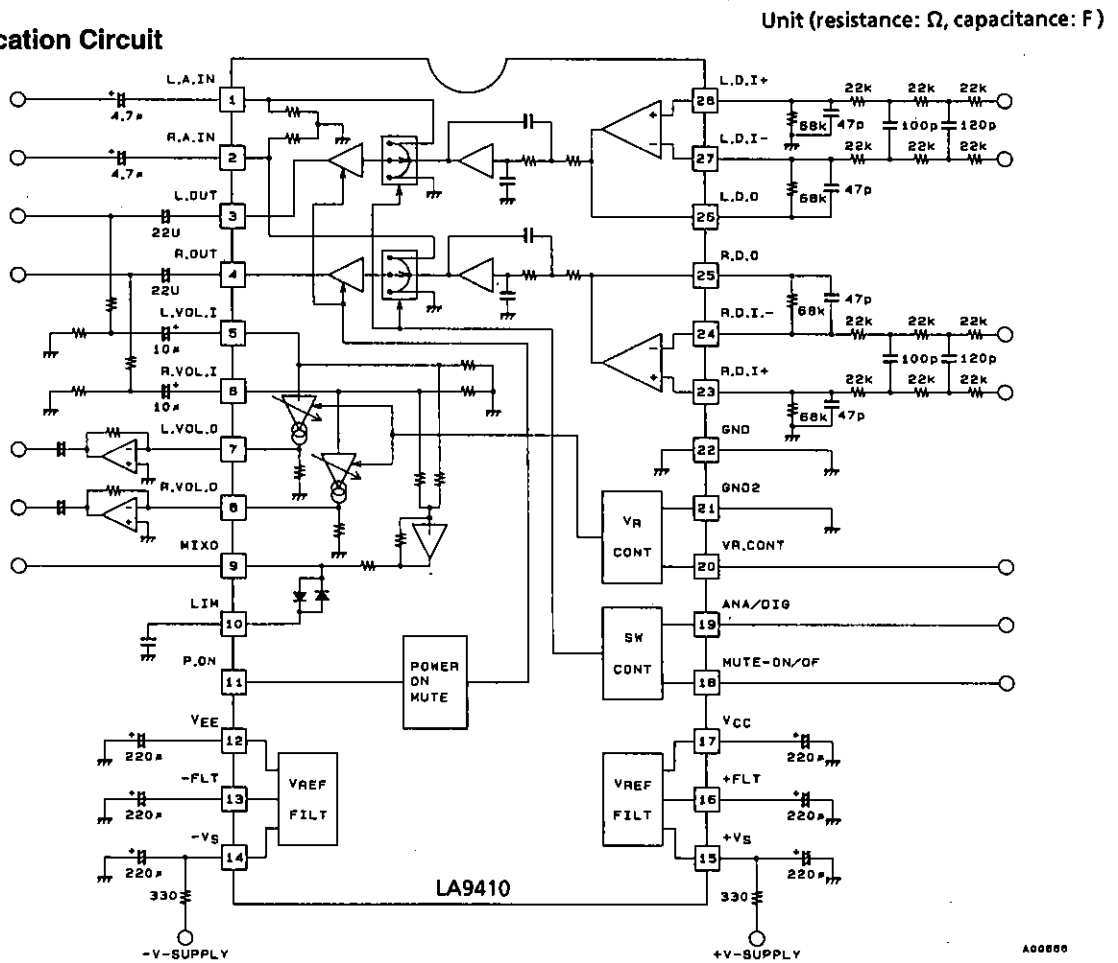 Unit (resistance: Ω, capacitance: F)
cation Circuit
L.A.IN
4.7μ
1
R.A.IN
4.7μ
2
L.OUT
22U
3
R.OUT
22U
4
L.VOL.I
10μ
5
R.VOL.I
10μ
6
L.VOL.O
7
R.VOL.O
8
MIXO
9
LIM
10
P.ON
11
POWER
ON
MUTE
VEE
220μ
12
-FLT
220μ
13
VREF
FILT
-VS
220μ
14
330
-V-SUPPLY
L.D.I+
28
22k 22k 22k
68k 47p 100p 120p
L.D.I-
27
22k 22k 22k
68k 47p
L.D.O
26
R.D.O
25
68k 47p
R.D.I.-
24
22k 22k 22k
100p 120p
R.D.I+
23
22k 22k 22k
68k 47p
GND
22
GND2
21
VR
CONT
VR.CONT
20
ANA/DIG
19
SW
CONT
MUTE-ON/OF
18
VCC
17
220μ
VREF
FILT
+FLT
16
220μ
+VS
15
220μ
330
+V-SUPPLY
LA9410